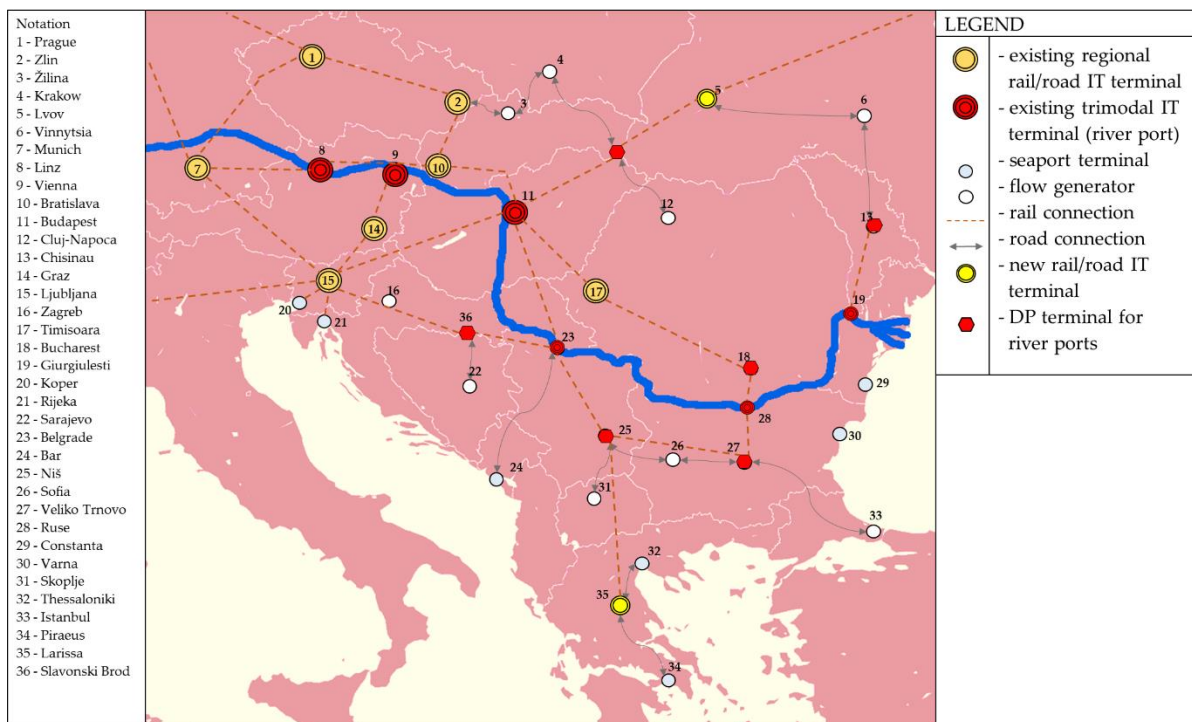 Notation
1 - Prague
2 - Zlin
3 - Žilina
4 - Krakow
5 - Lvov
6 - Vinnytsia
7 - Munich
8 - Linz
9 - Vienna
10 - Bratislava
11 - Budapest
12 - Cluj-Napoca
13 - Chisinau
14 - Graz
15 - Ljubljana
16 - Zagreb
17 - Timisoara
18 - Bucharest
19 - Giurgiulesti
20 - Koper
21 - Rijeka
22 - Sarajevo
23 - Belgrade
24 - Bar
25 - Niš
26 - Sofia
27 - Veliko Trnovo
28 - Ruse
29 - Constanta
30 - Varna
31 - Skoplje
32 - Thessaloniki
33 - Istanbul
34 - Piraeus
35 - Larissa
36 - Slavonski Brod
1
4
2
3
5
6
7
8
9
10
11
12
13
14
15
16
17
20
21
36
23
19
18
22
28
29
25
26
27
30
24
31
33
32
35
34
LEGEND
- existing regional
rail/road IT terminal
- existing trimodal IT
terminal (river port)
- seaport terminal
- flow generator
- rail connection
- road connection
- new rail/road IT
terminal
- DP terminal for
river ports